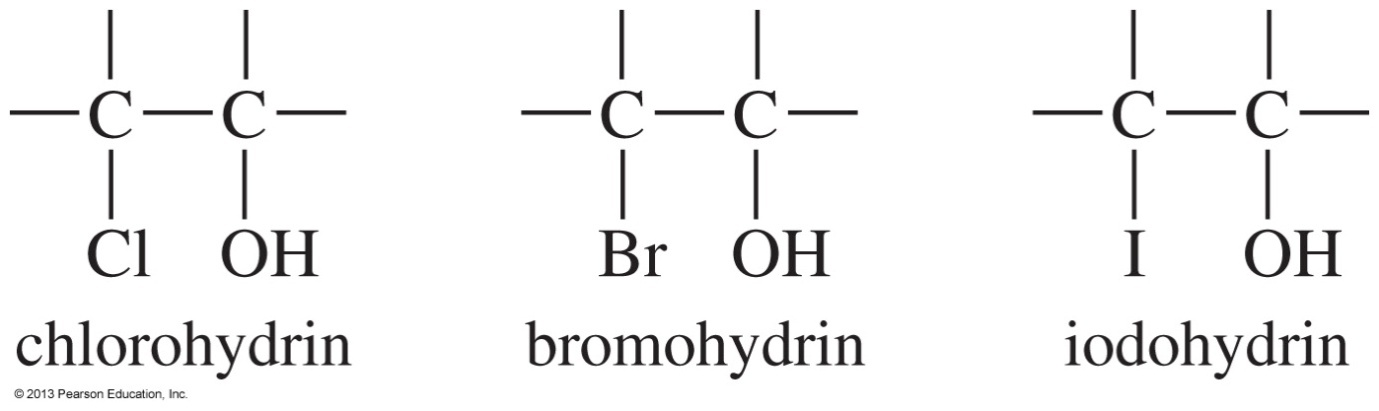 C C C C C C
Cl OH Br OH I OH
chlorohydrin bromohydrin iodohydrin
© 2013 Pearson Education, Inc.